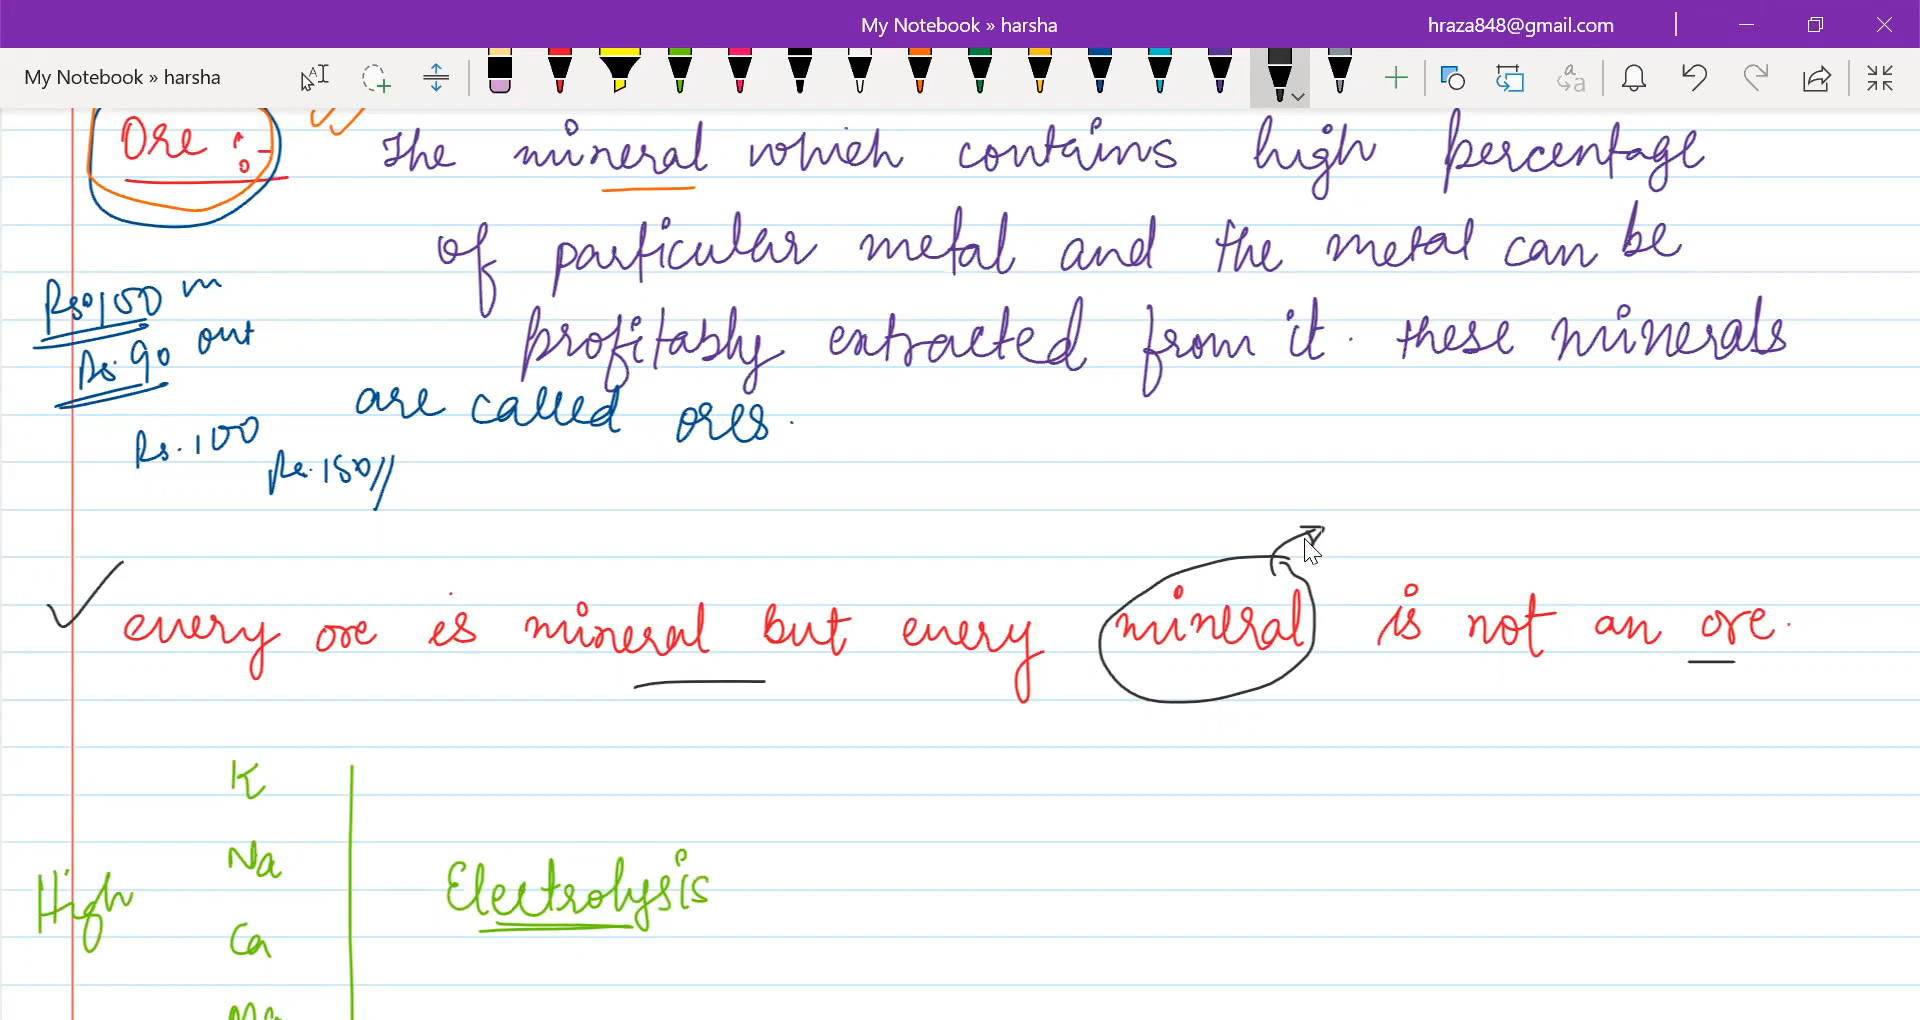 My Notebook » harsha
hraza848@gmail.com
My Notebook » harsha
Ore :- The mineral which contains high percentage
of particular metal and the metal can be
profitably extracted from it. These minerals
are called ores.
Rs. 100 in
Rs. 90 out
Rs. 100
Rs. 150//
every ore is mineral but every mineral is not an ore.
K
Na
High
Electrolysis
Ca